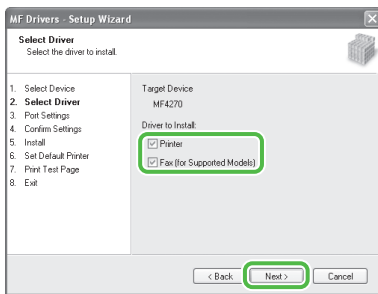 MF Drivers - Setup Wizard
Select Driver
Select the driver to install.
1. Select Device
2. Select Driver
3. Port Settings
4. Confirm Settings
5. Install
6. Set Default Printer
7. Print Test Page
8. Exit
Target Device
MF4270
Driver to Install:
Printer
Fax (for Supported Models)
< Back
Next >
Cancel